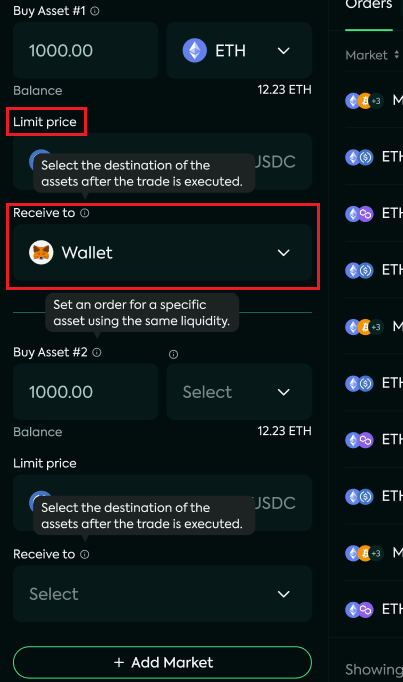 Buy Asset #1
1000.00
ETH
Balance
12.23 ETH
Limit price
USDC
Select the destination of the
assets after the trade is executed.
Receive to
Wallet
Set an order for a specific
asset using the same liquidity.
Buy Asset #2
1000.00
Select
Balance
12.23 ETH
Limit price
USDC
Select the destination of the
assets after the trade is executed.
Receive to
Select
+ Add Market
Orders
Market
+3 M
ETH
ETH
ETH
+3 M
ETH
ETH
ETH
+3 M
ETH
Showing